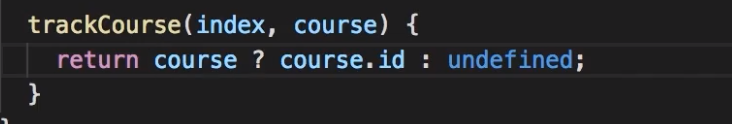 trackCourse(index, course) {
return course ? course.id : undefined;
}